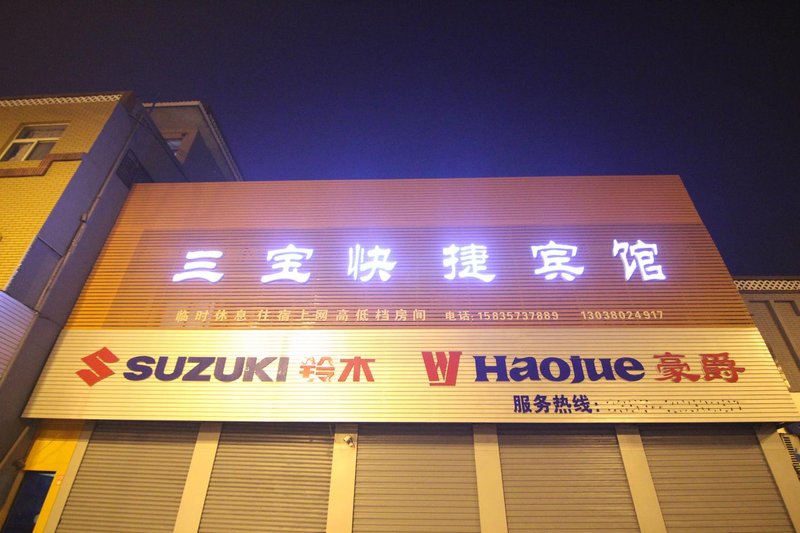 三宝快捷宾馆
临时休息住宿上网高低档房间 电话:15835737889 13038024917
SUZUKI 铃木 Haojue 豪爵
服务热线: